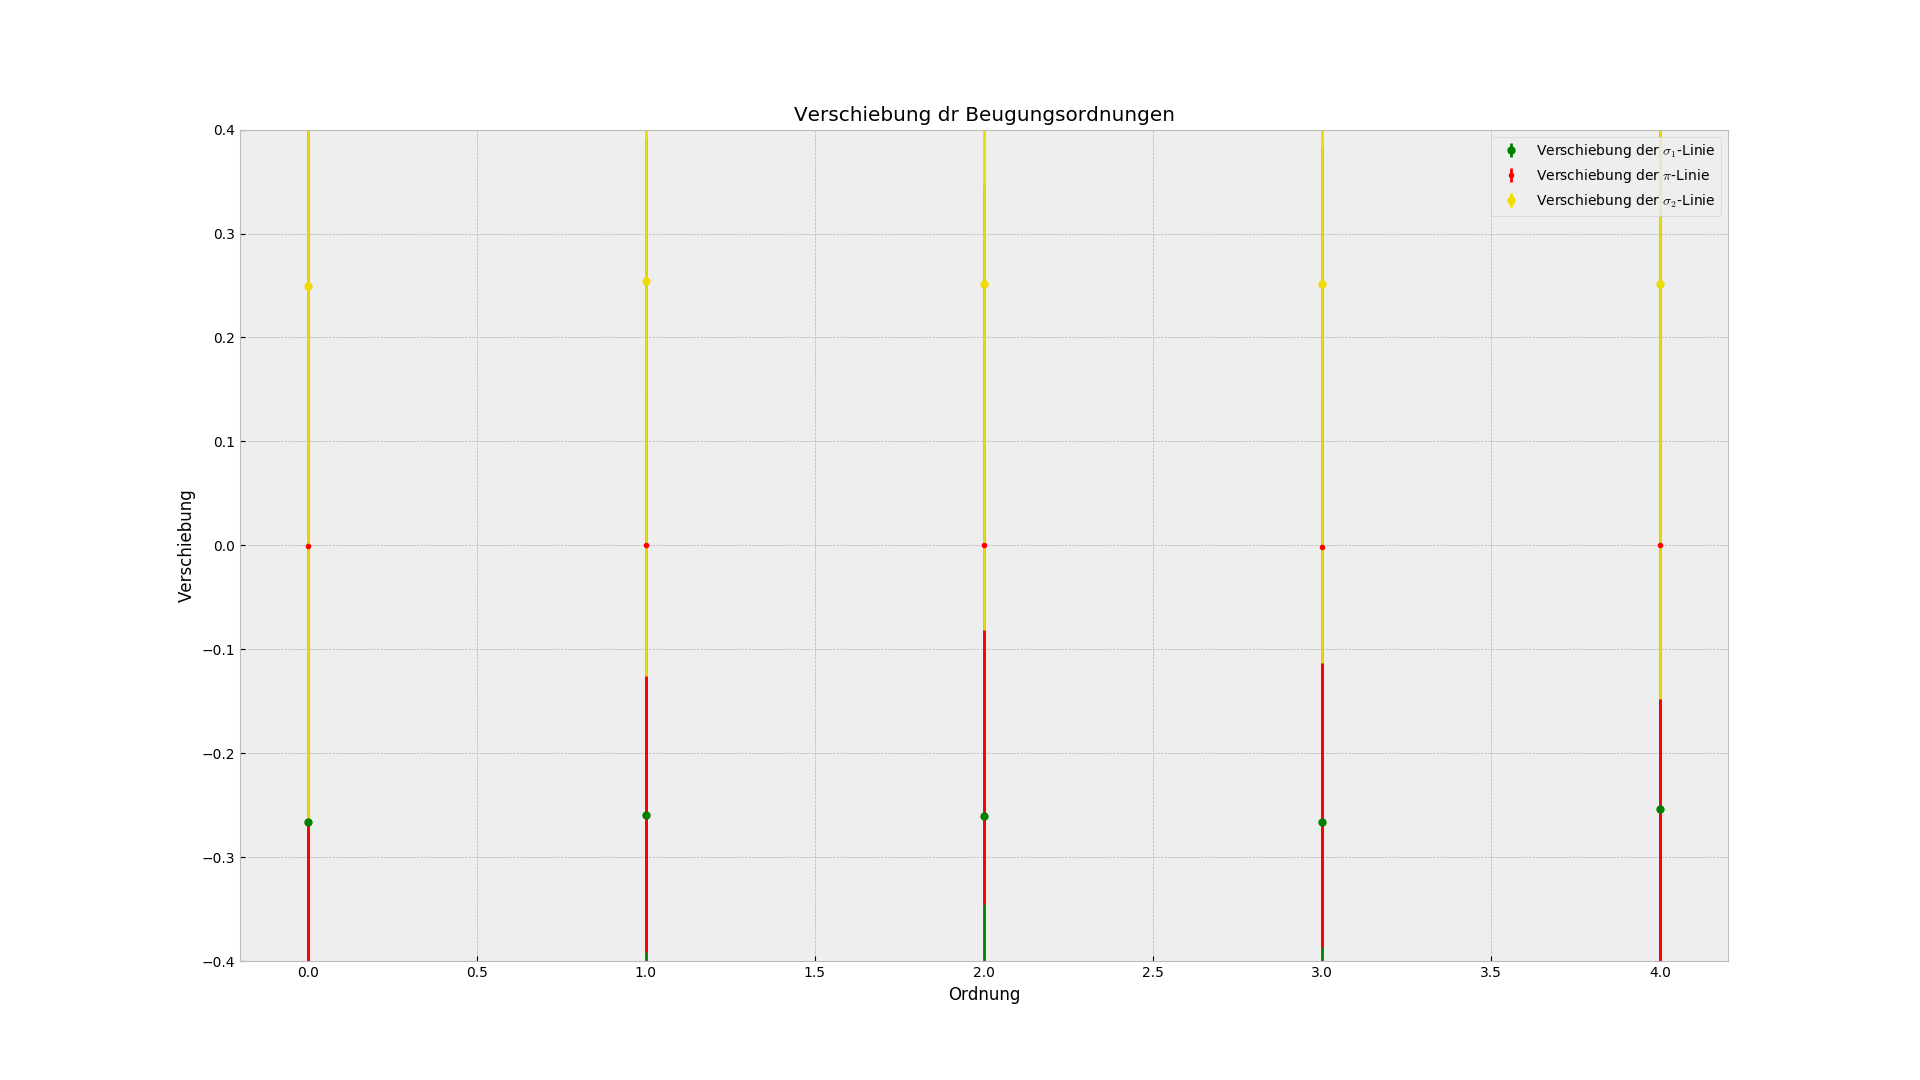 Verschiebung dr Beugungsordnungen
Verschiebung der σ₁-Linie
Verschiebung der π-Linie
Verschiebung der σ₂-Linie
Verschiebung
0.4
0.3
0.2
0.1
0.0
−0.1
−0.2
−0.3
−0.4
0.0 0.5 1.0 1.5 2.0 2.5 3.0 3.5 4.0
Ordnung